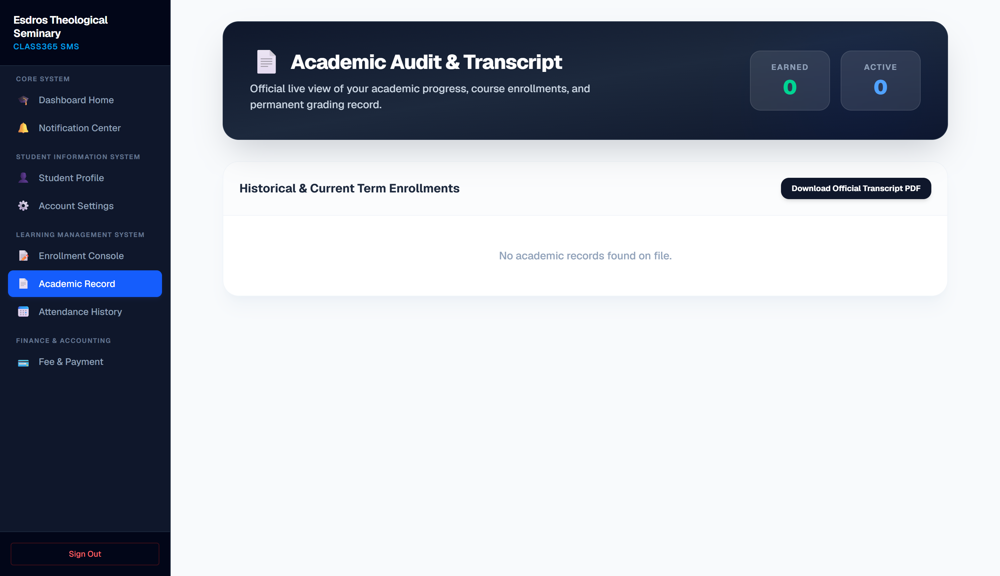 Esdros Theological
Seminary
CLASS365 SMS
CORE SYSTEM
Dashboard Home
Notification Center
STUDENT INFORMATION SYSTEM
Student Profile
Account Settings
LEARNING MANAGEMENT SYSTEM
Enrollment Console
Academic Record
Attendance History
FINANCE & ACCOUNTING
Fee & Payment
Sign Out
Academic Audit & Transcript
Official live view of your academic progress, course enrollments, and
permanent grading record.
EARNED
0
ACTIVE
0
Historical & Current Term Enrollments
Download Official Transcript PDF
No academic records found on file.